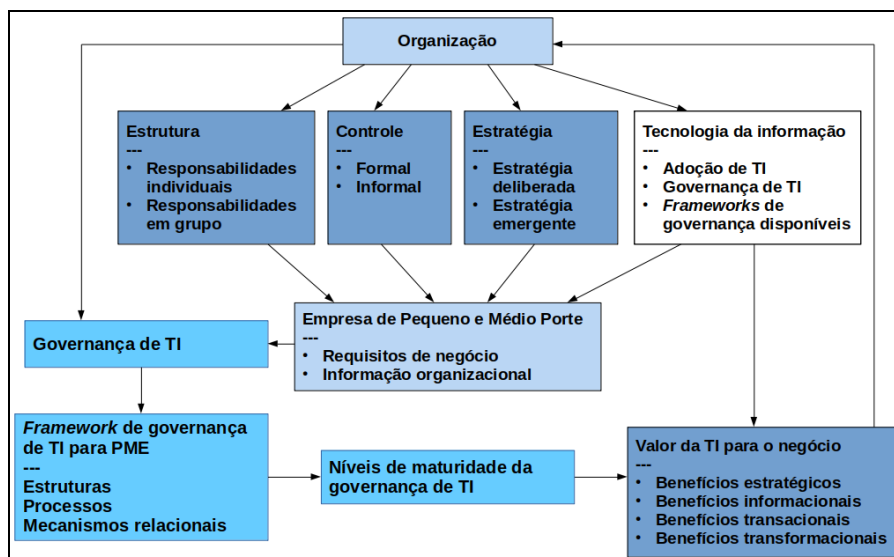 Organização
Estrutura
---
• Responsabilidades
individuais
• Responsabilidades
em grupo
Controle
---
• Formal
• Informal
Estratégia
---
• Estratégia
deliberada
• Estratégia
emergente
Tecnologia da informação
---
• Adoção de TI
• Governança de TI
• Frameworks de
governança disponíveis
Governança de TI
Empresa de Pequeno e Médio Porte
---
• Requisitos de negócio
• Informação organizacional
Framework de governança
de TI para PME
---
Estruturas
Processos
Mecanismos relacionais
Níveis de maturidade da
governança de TI
Valor da TI para o negócio
---
• Benefícios estratégicos
• Benefícios informacionais
• Benefícios transacionais
• Benefícios transformacionais